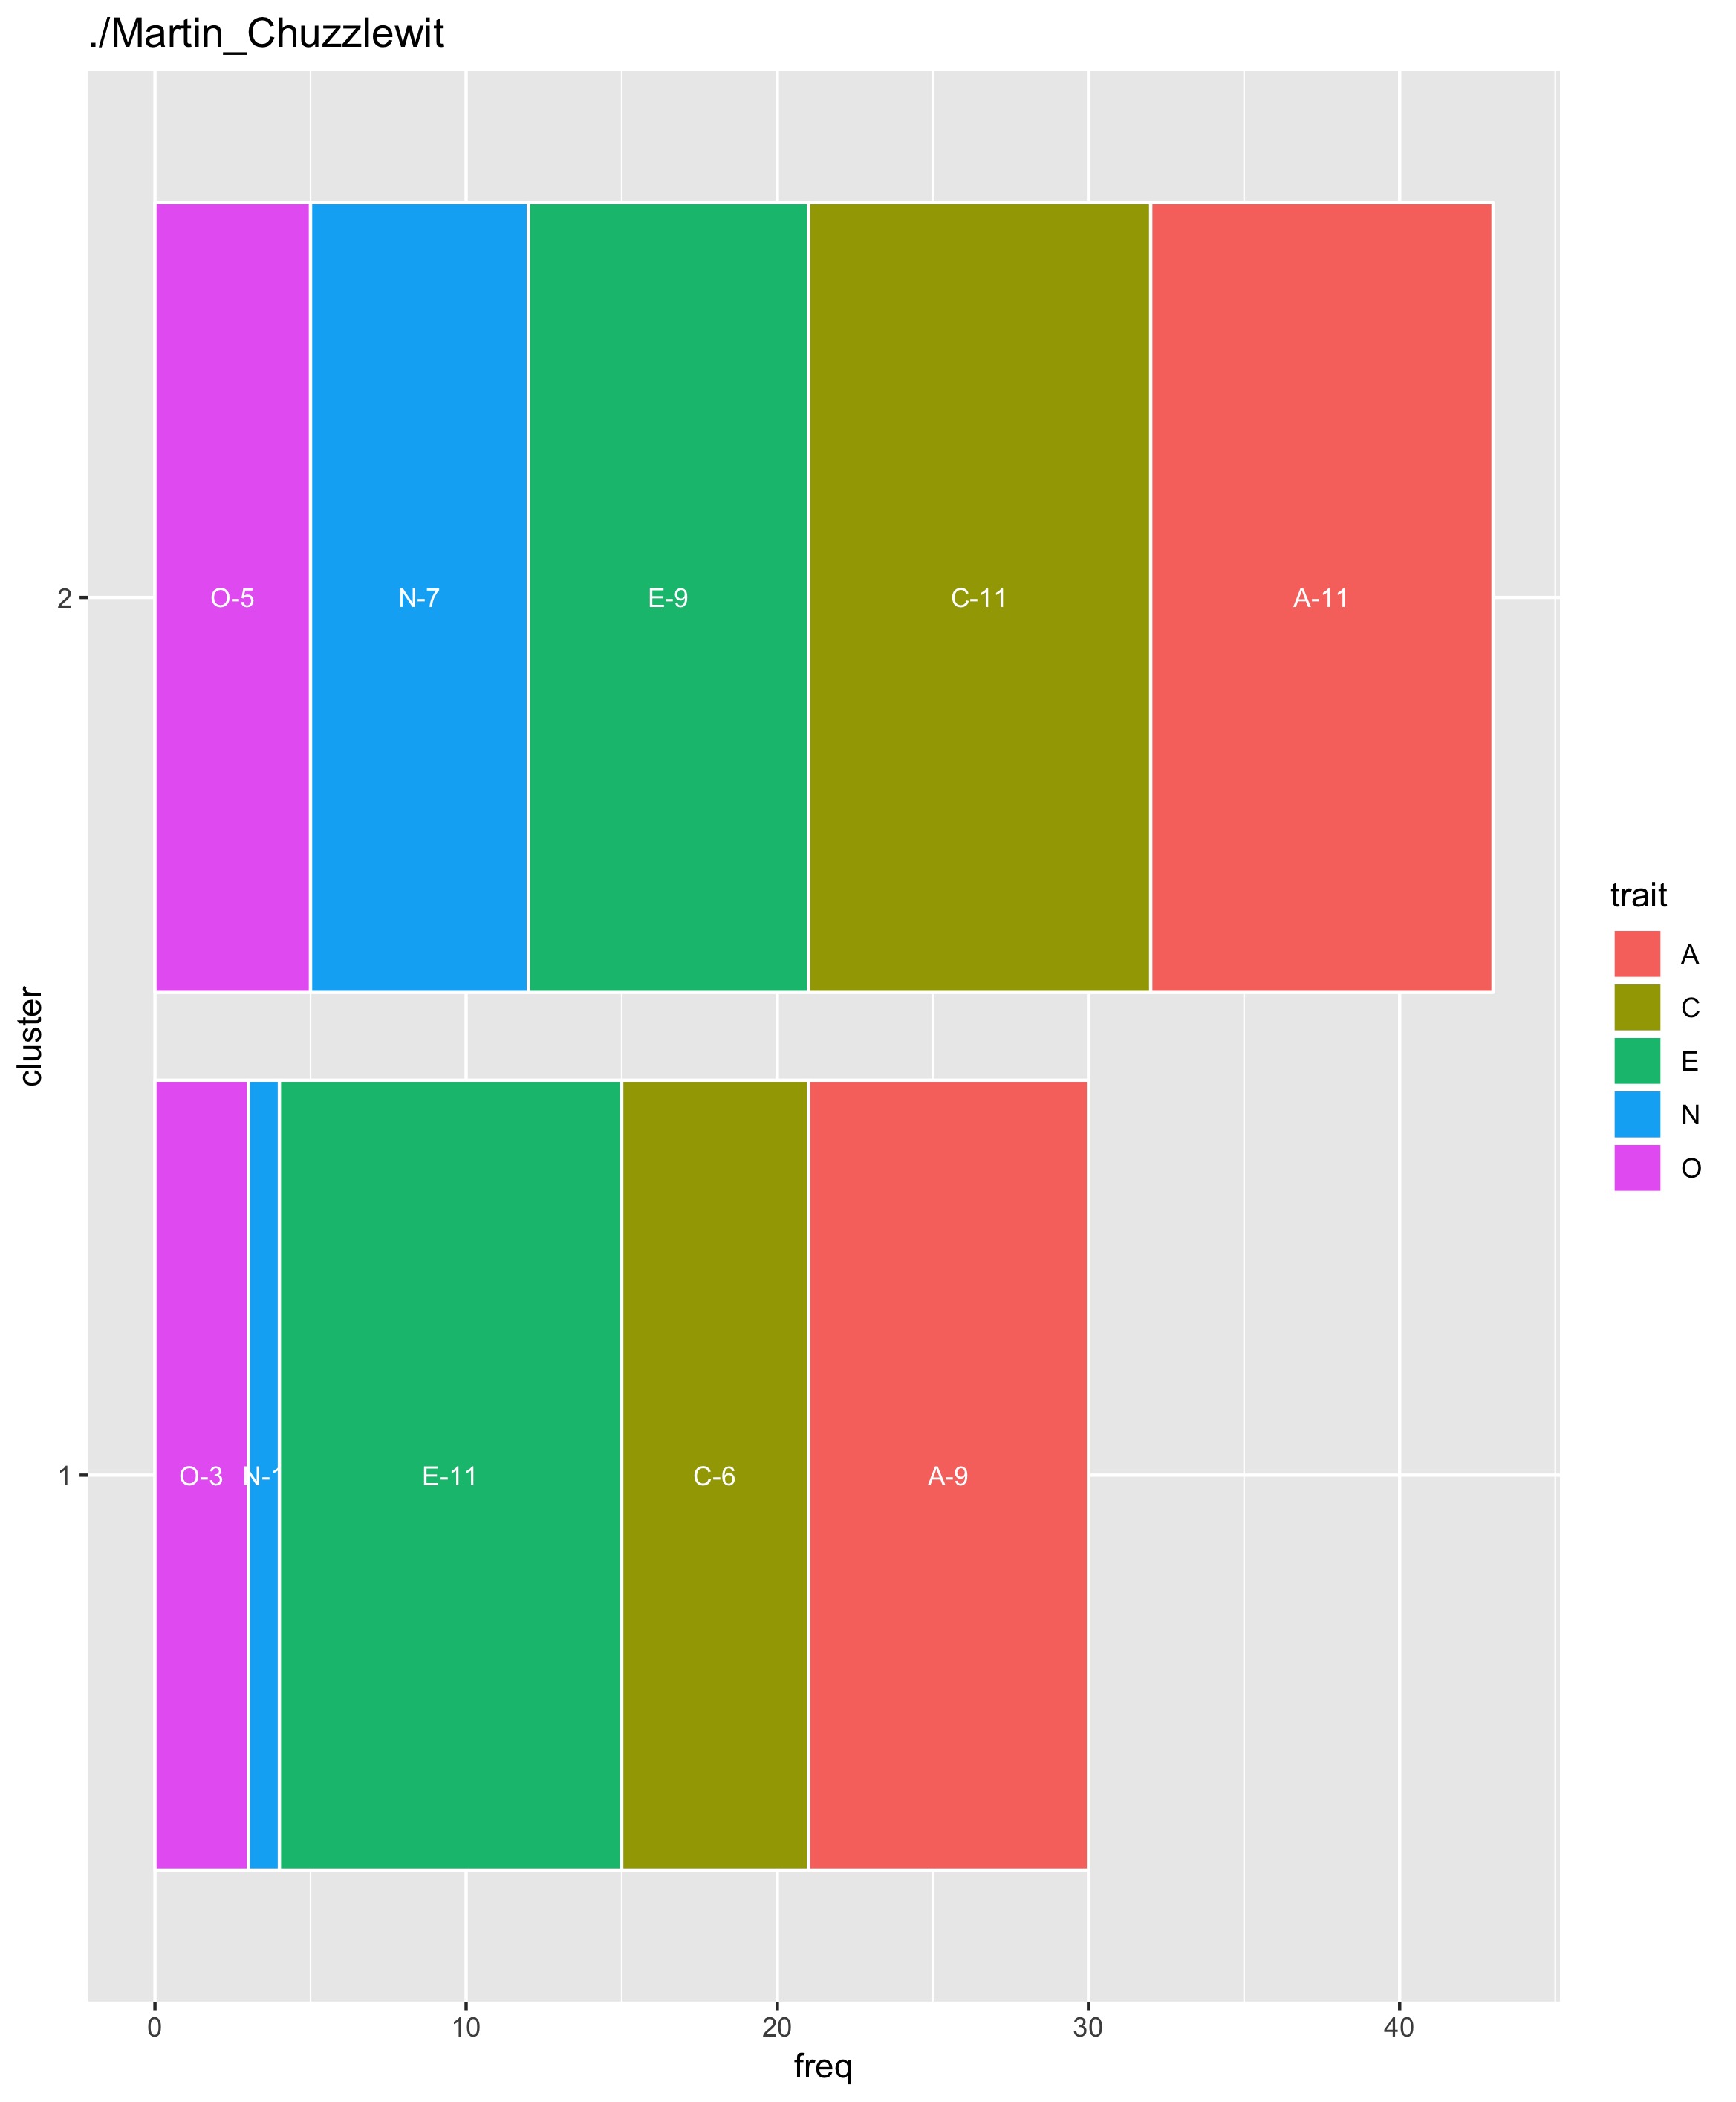 ./Martin_Chuzzlewit
cluster
2
O-5 N-7 E-9 C-11 A-11
1
O-3 N-1 E-11 C-6 A-9
0 10 20 30 40
freq
trait
A
C
E
N
O